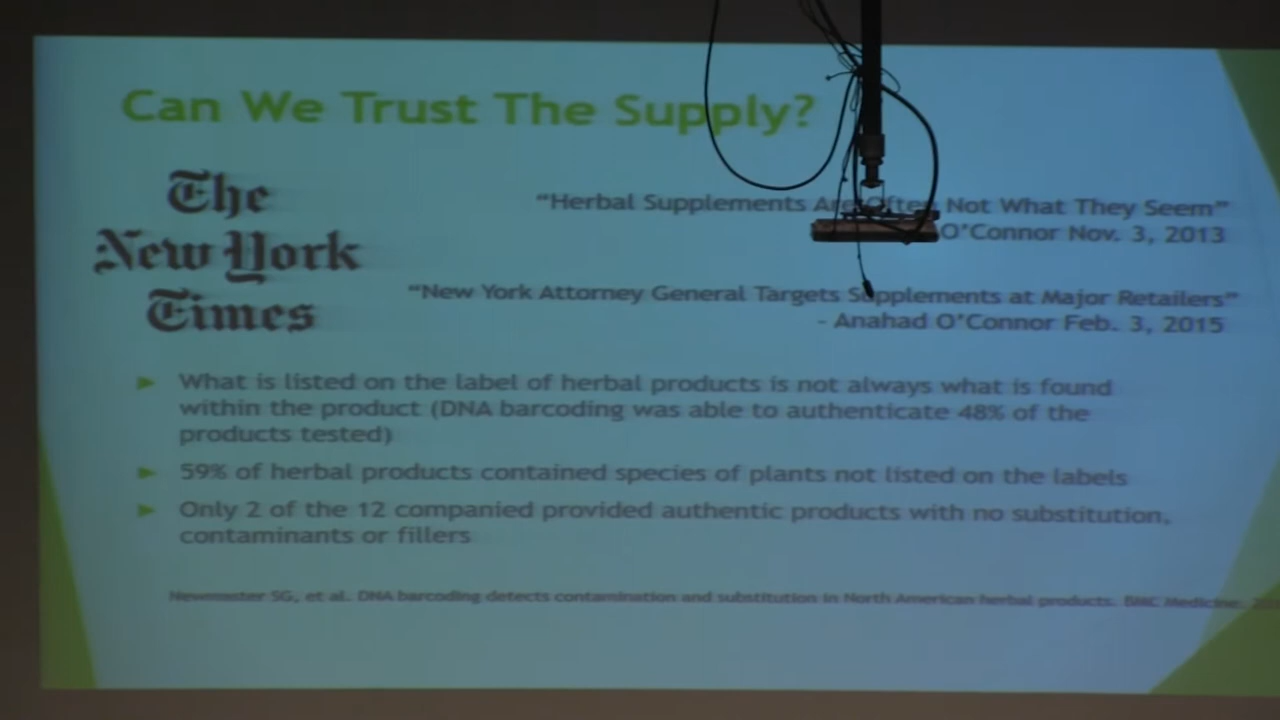 Can We Trust The Supply?
The
New York
Times
“Herbal Supplements Are Often Not What They Seem”
O’Connor Nov. 3, 2013
“New York Attorney General Targets Supplements at Major Retailers”
- Anahad O’Connor Feb. 3, 2015
► What is listed on the label of herbal products is not always what is found
within the product (DNA barcoding was able to authenticate 48% of the
products tested)
► 59% of herbal products contained species of plants not listed on the labels
► Only 2 of the 12 companied provided authentic products with no substitution,
contaminants or fillers
Newmaster SG, et al. DNA barcoding detects contamination and substitution in North American herbal products. BMC Medicine.